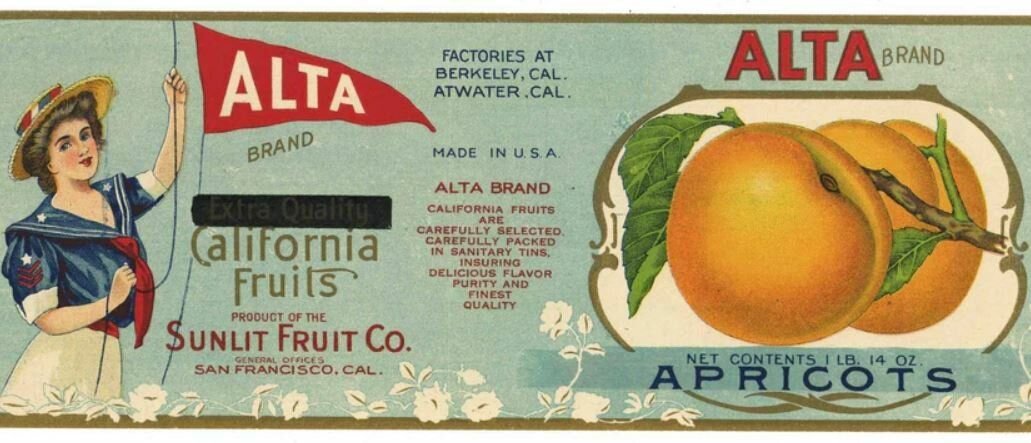 ALTA
BRAND
Extra Quality
California
Fruits
PRODUCT OF THE
SUNLIT FRUIT CO.
GENERAL OFFICES
SAN FRANCISCO, CAL.
FACTORIES AT
BERKELEY, CAL.
ATWATER, CAL.
MADE IN U.S.A.
ALTA BRAND
CALIFORNIA FRUITS
ARE
CAREFULLY SELECTED,
CAREFULLY PACKED
IN SANITARY TINS,
INSURING
DELICIOUS FLAVOR
PURITY AND
FINEST
QUALITY
ALTA BRAND
NET CONTENTS 1 LB. 14 OZ.
APRICOTS